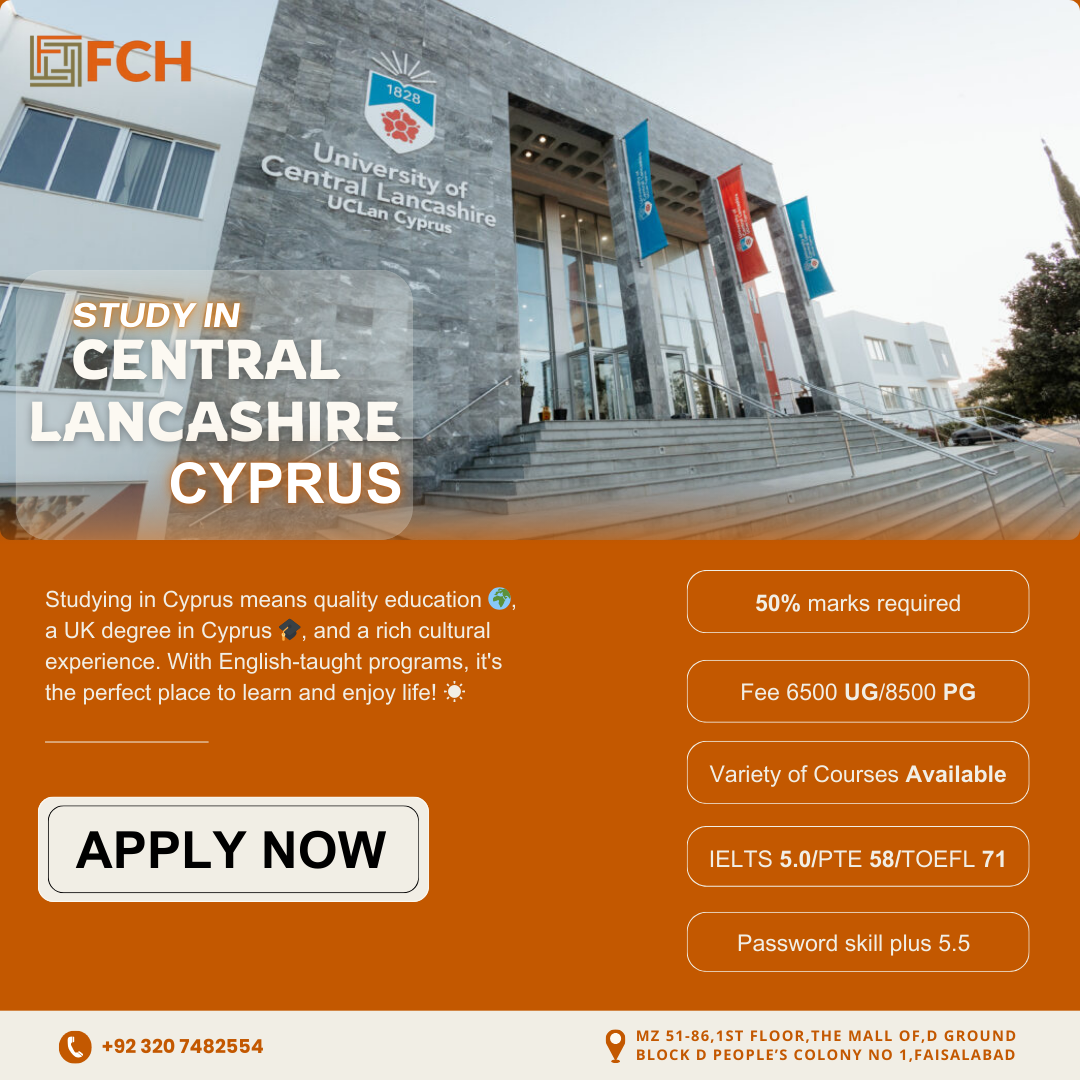 FCH
1828
University of
Central Lancashire
UCLan Cyprus
STUDY IN
CENTRAL
LANCASHIRE
CYPRUS
Studying in Cyprus means quality education 🌍,
a UK degree in Cyprus 🎓, and a rich cultural
experience. With English-taught programs, it's
the perfect place to learn and enjoy life! ☀
APPLY NOW
50% marks required
Fee 6500 UG/8500 PG
Variety of Courses Available
IELTS 5.0/PTE 58/TOEFL 71
Password skill plus 5.5
+92 320 7482554
MZ 51-86,1ST FLOOR,THE MALL OF,D GROUND
BLOCK D PEOPLE'S COLONY NO 1,FAISALABAD